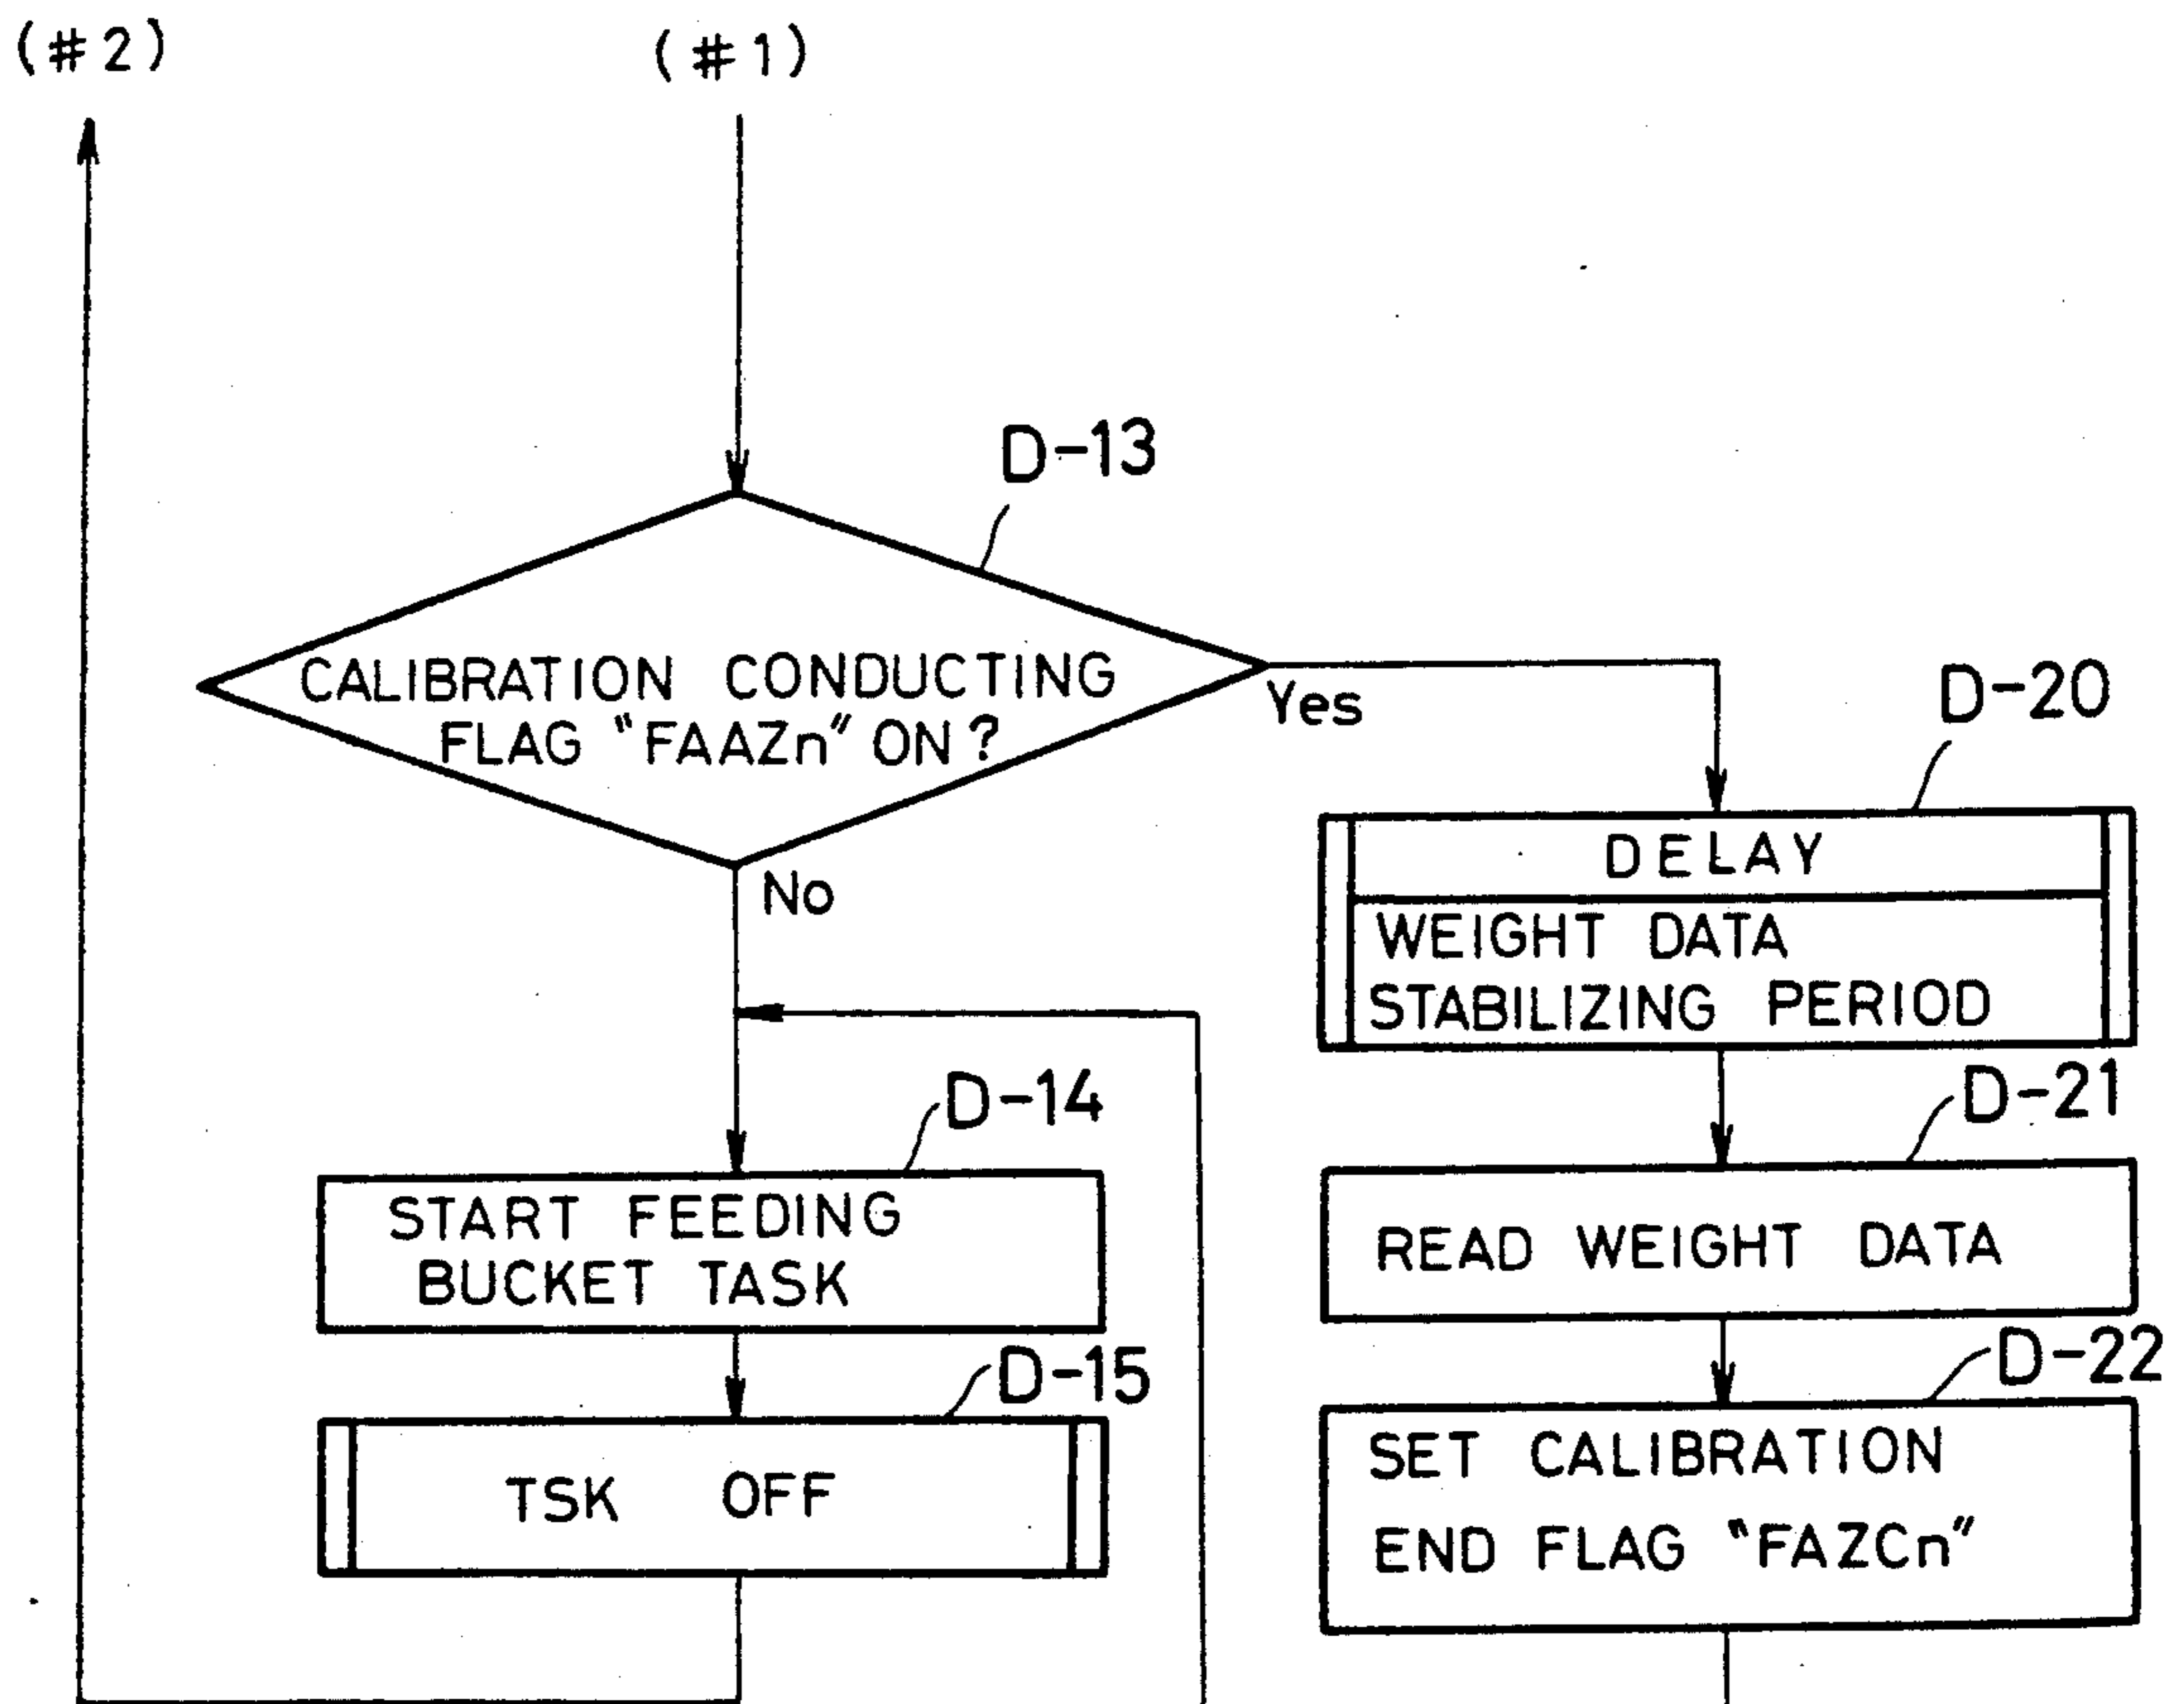 (#2)
(#1)
D-13
CALIBRATION CONDUCTING
FLAG "FAAZn" ON?
Yes
No
D-20
DELAY
WEIGHT DATA
STABILIZING PERIOD
D-14
START FEEDING
BUCKET TASK
D-21
READ WEIGHT DATA
D-15
TSK OFF
D-22
SET CALIBRATION
END FLAG "FAZCn"